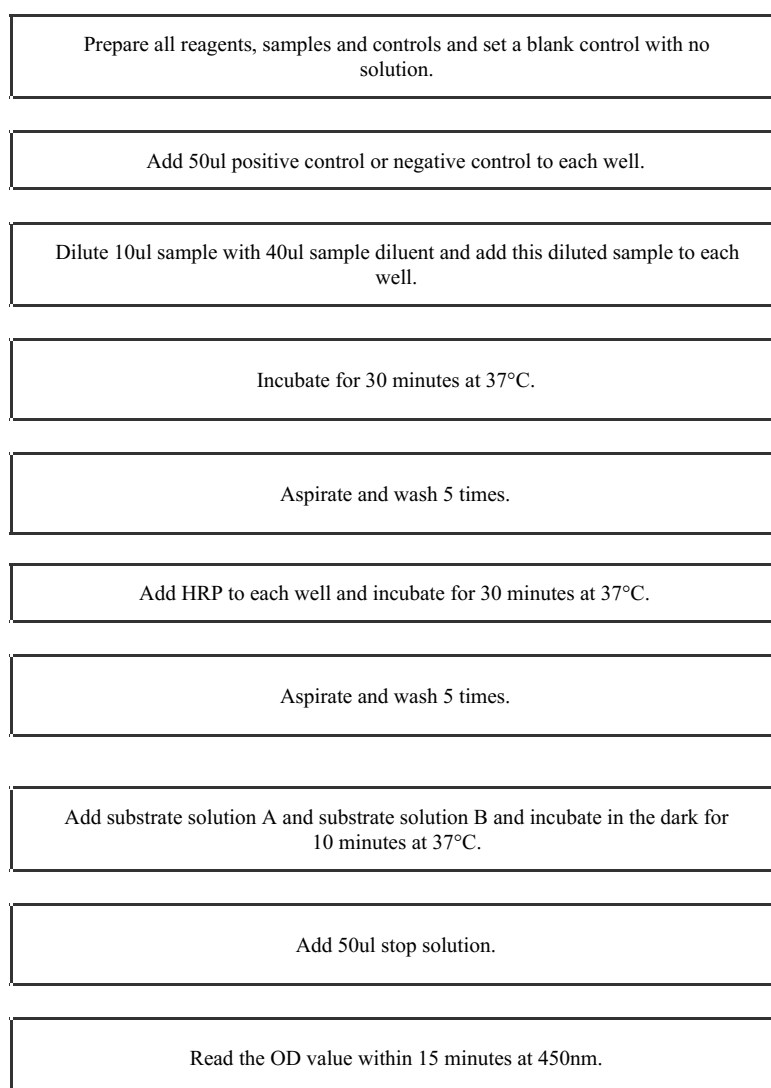 Prepare all reagents, samples and controls and set a blank control with no
solution.
Add 50ul positive control or negative control to each well.
Dilute 10ul sample with 40ul sample diluent and add this diluted sample to each
well.
Incubate for 30 minutes at 37°C.
Aspirate and wash 5 times.
Add HRP to each well and incubate for 30 minutes at 37°C.
Aspirate and wash 5 times.
Add substrate solution A and substrate solution B and incubate in the dark for
10 minutes at 37°C.
Add 50ul stop solution.
Read the OD value within 15 minutes at 450nm.